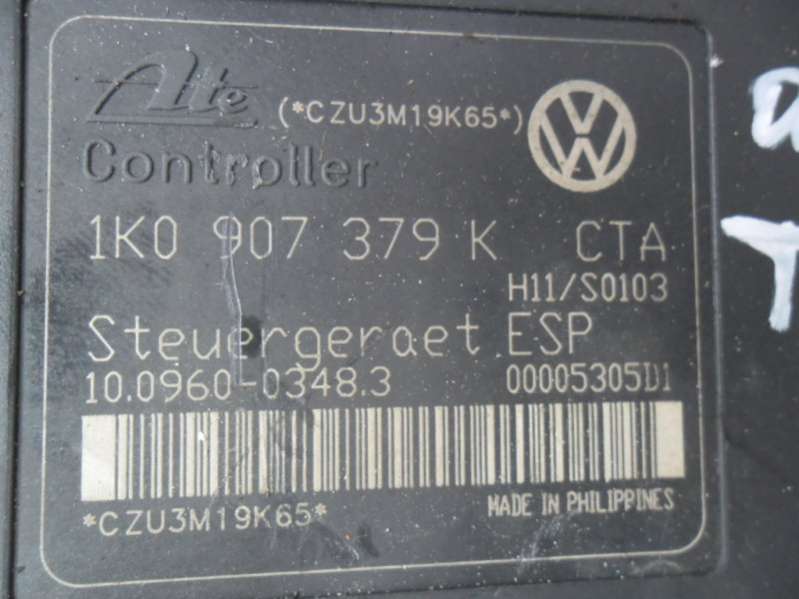 Ate (*CZU3M19K65*)
Controller
1K0 907 379 K CTA
H11/S0103
Steuergeraet ESP
10.0960-0348.3 00005305D1
*CZU3M19K65*
MADE IN PHILIPPINES